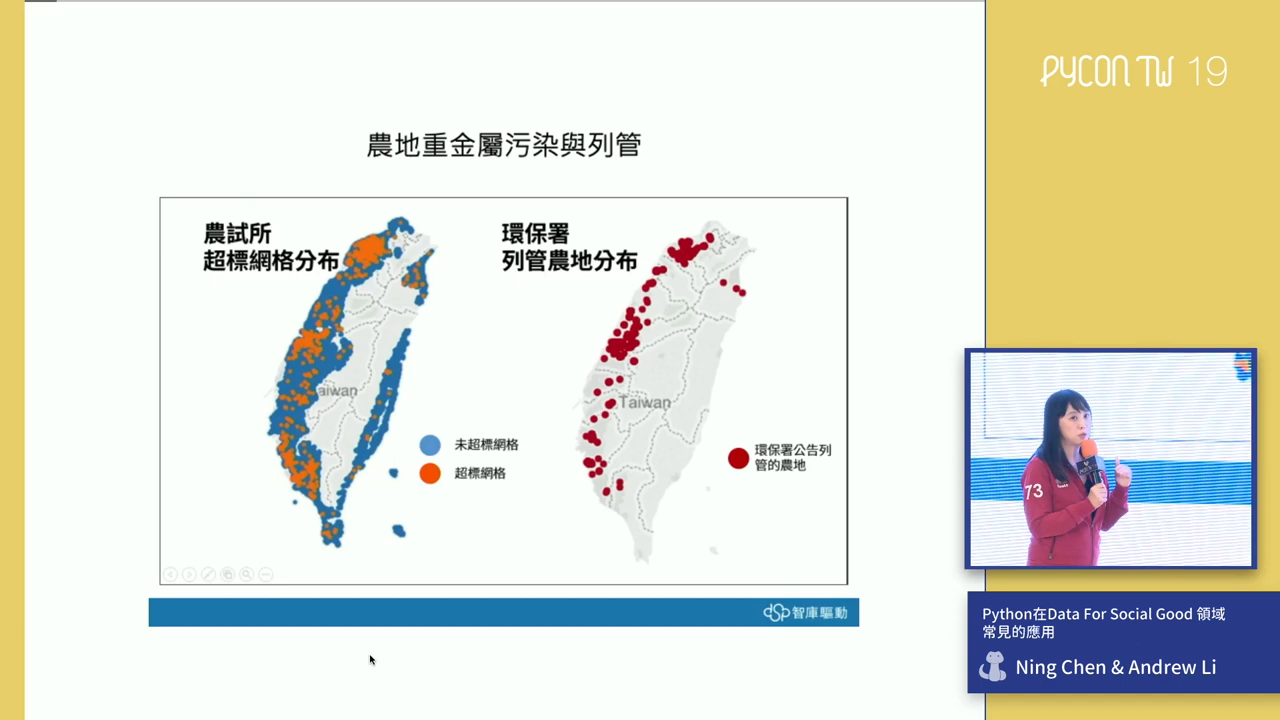 PYCON TW 19
農地重金屬污染與列管
農試所
超標網格分布
環保署
列管農地分布
aiwan
Taiwan
未超標網格
超標網格
環保署公告列
管的農地
dsp智庫驅動
73
Python在Data For Social Good 領域
常見的應用
Ning Chen & Andrew Li